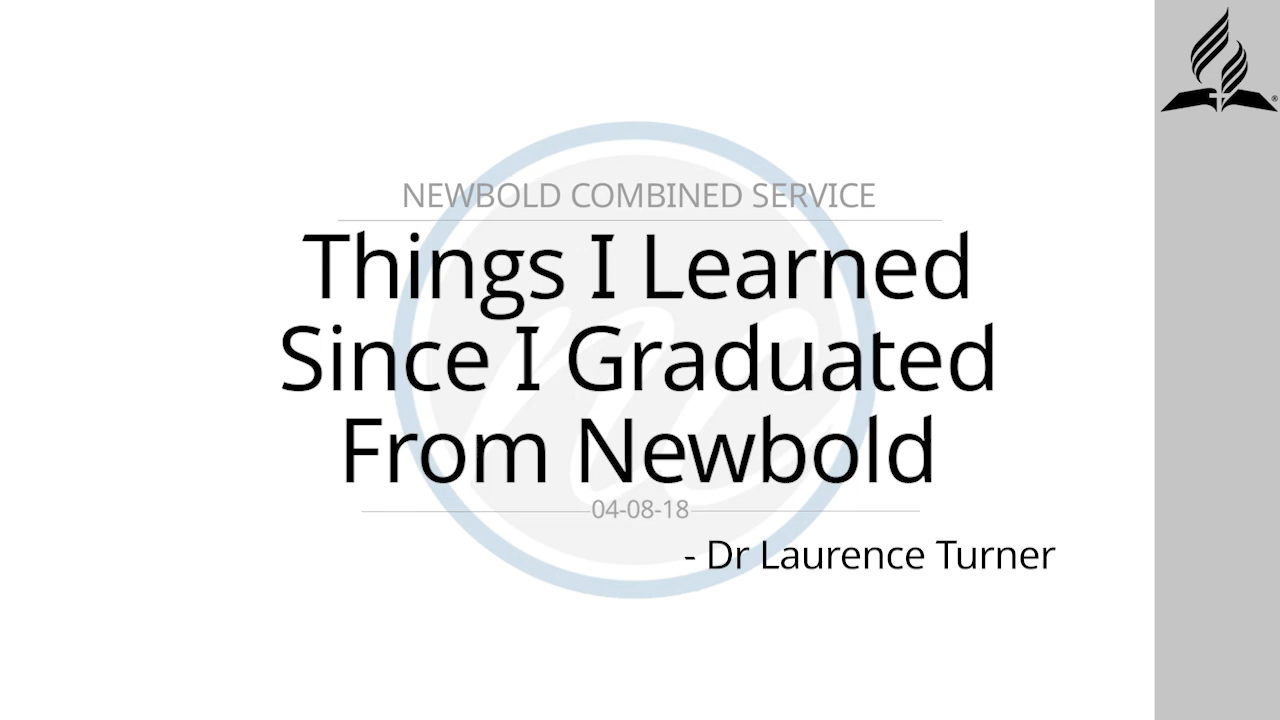 NEWBOLD COMBINED SERVICE
Things I Learned
Since I Graduated
From Newbold
04-08-18
- Dr Laurence Turner